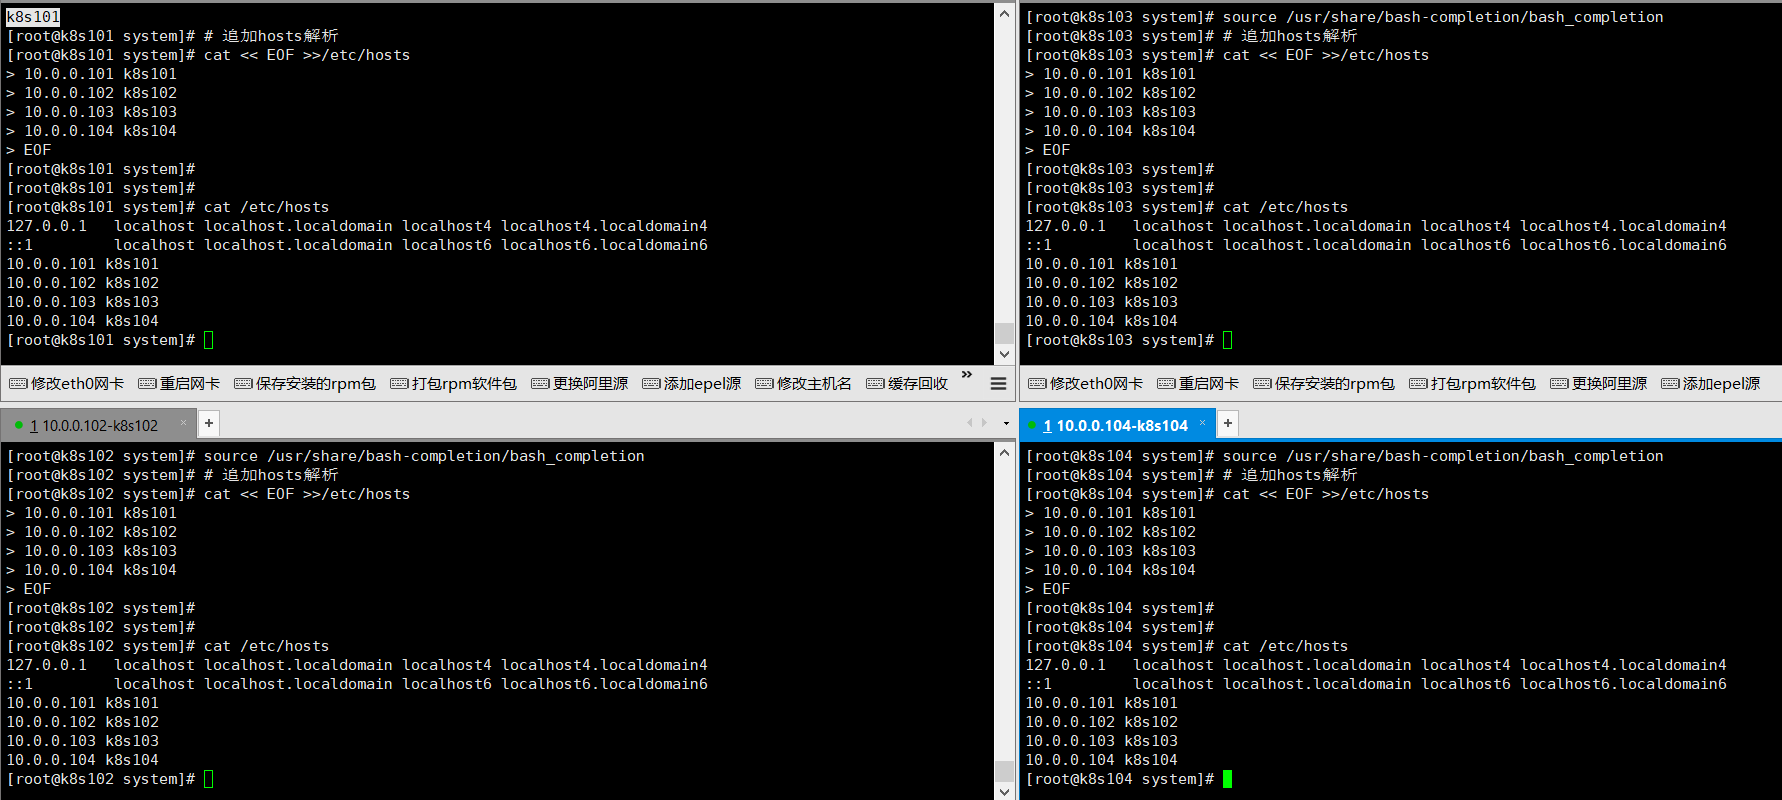 k8s101
[root@k8s101 system]# # 追加hosts解析
[root@k8s101 system]# cat << EOF >>/etc/hosts
> 10.0.0.101 k8s101
> 10.0.0.102 k8s102
> 10.0.0.103 k8s103
> 10.0.0.104 k8s104
> EOF
[root@k8s101 system]#
[root@k8s101 system]#
[root@k8s101 system]# cat /etc/hosts
127.0.0.1   localhost localhost.localdomain localhost4 localhost4.localdomain4
::1         localhost localhost.localdomain localhost6 localhost6.localdomain6
10.0.0.101 k8s101
10.0.0.102 k8s102
10.0.0.103 k8s103
10.0.0.104 k8s104
[root@k8s101 system]#
修改eth0网卡 重启网卡 保存安装的rpm包 打包rpm软件包 更换阿里源 添加epel源 修改主机名 缓存回收 »
[root@k8s103 system]# source /usr/share/bash-completion/bash_completion
[root@k8s103 system]# # 追加hosts解析
[root@k8s103 system]# cat << EOF >>/etc/hosts
> 10.0.0.101 k8s101
> 10.0.0.102 k8s102
> 10.0.0.103 k8s103
> 10.0.0.104 k8s104
> EOF
[root@k8s103 system]#
[root@k8s103 system]#
[root@k8s103 system]# cat /etc/hosts
127.0.0.1   localhost localhost.localdomain localhost4 localhost4.localdomain4
::1         localhost localhost.localdomain localhost6 localhost6.localdomain6
10.0.0.101 k8s101
10.0.0.102 k8s102
10.0.0.103 k8s103
10.0.0.104 k8s104
[root@k8s103 system]#
修改eth0网卡 重启网卡 保存安装的rpm包 打包rpm软件包 更换阿里源 添加epel源
1 10.0.0.102-k8s102 × +
[root@k8s102 system]# source /usr/share/bash-completion/bash_completion
[root@k8s102 system]# # 追加hosts解析
[root@k8s102 system]# cat << EOF >>/etc/hosts
> 10.0.0.101 k8s101
> 10.0.0.102 k8s102
> 10.0.0.103 k8s103
> 10.0.0.104 k8s104
> EOF
[root@k8s102 system]#
[root@k8s102 system]#
[root@k8s102 system]# cat /etc/hosts
127.0.0.1   localhost localhost.localdomain localhost4 localhost4.localdomain4
::1         localhost localhost.localdomain localhost6 localhost6.localdomain6
10.0.0.101 k8s101
10.0.0.102 k8s102
10.0.0.103 k8s103
10.0.0.104 k8s104
[root@k8s102 system]#
1 10.0.0.104-k8s104 × +
[root@k8s104 system]# source /usr/share/bash-completion/bash_completion
[root@k8s104 system]# # 追加hosts解析
[root@k8s104 system]# cat << EOF >>/etc/hosts
> 10.0.0.101 k8s101
> 10.0.0.102 k8s102
> 10.0.0.103 k8s103
> 10.0.0.104 k8s104
> EOF
[root@k8s104 system]#
[root@k8s104 system]#
[root@k8s104 system]# cat /etc/hosts
127.0.0.1   localhost localhost.localdomain localhost4 localhost4.localdomain4
::1         localhost localhost.localdomain localhost6 localhost6.localdomain6
10.0.0.101 k8s101
10.0.0.102 k8s102
10.0.0.103 k8s103
10.0.0.104 k8s104
[root@k8s104 system]#